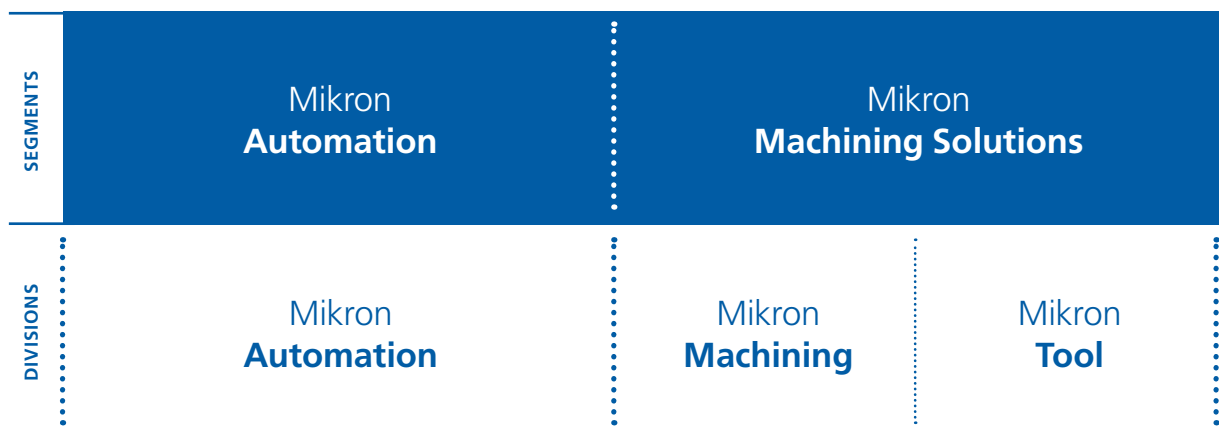 SEGMENTS
Mikron
Automation
Mikron
Machining Solutions
DIVISIONS
Mikron
Automation
Mikron
Machining
Mikron
Tool